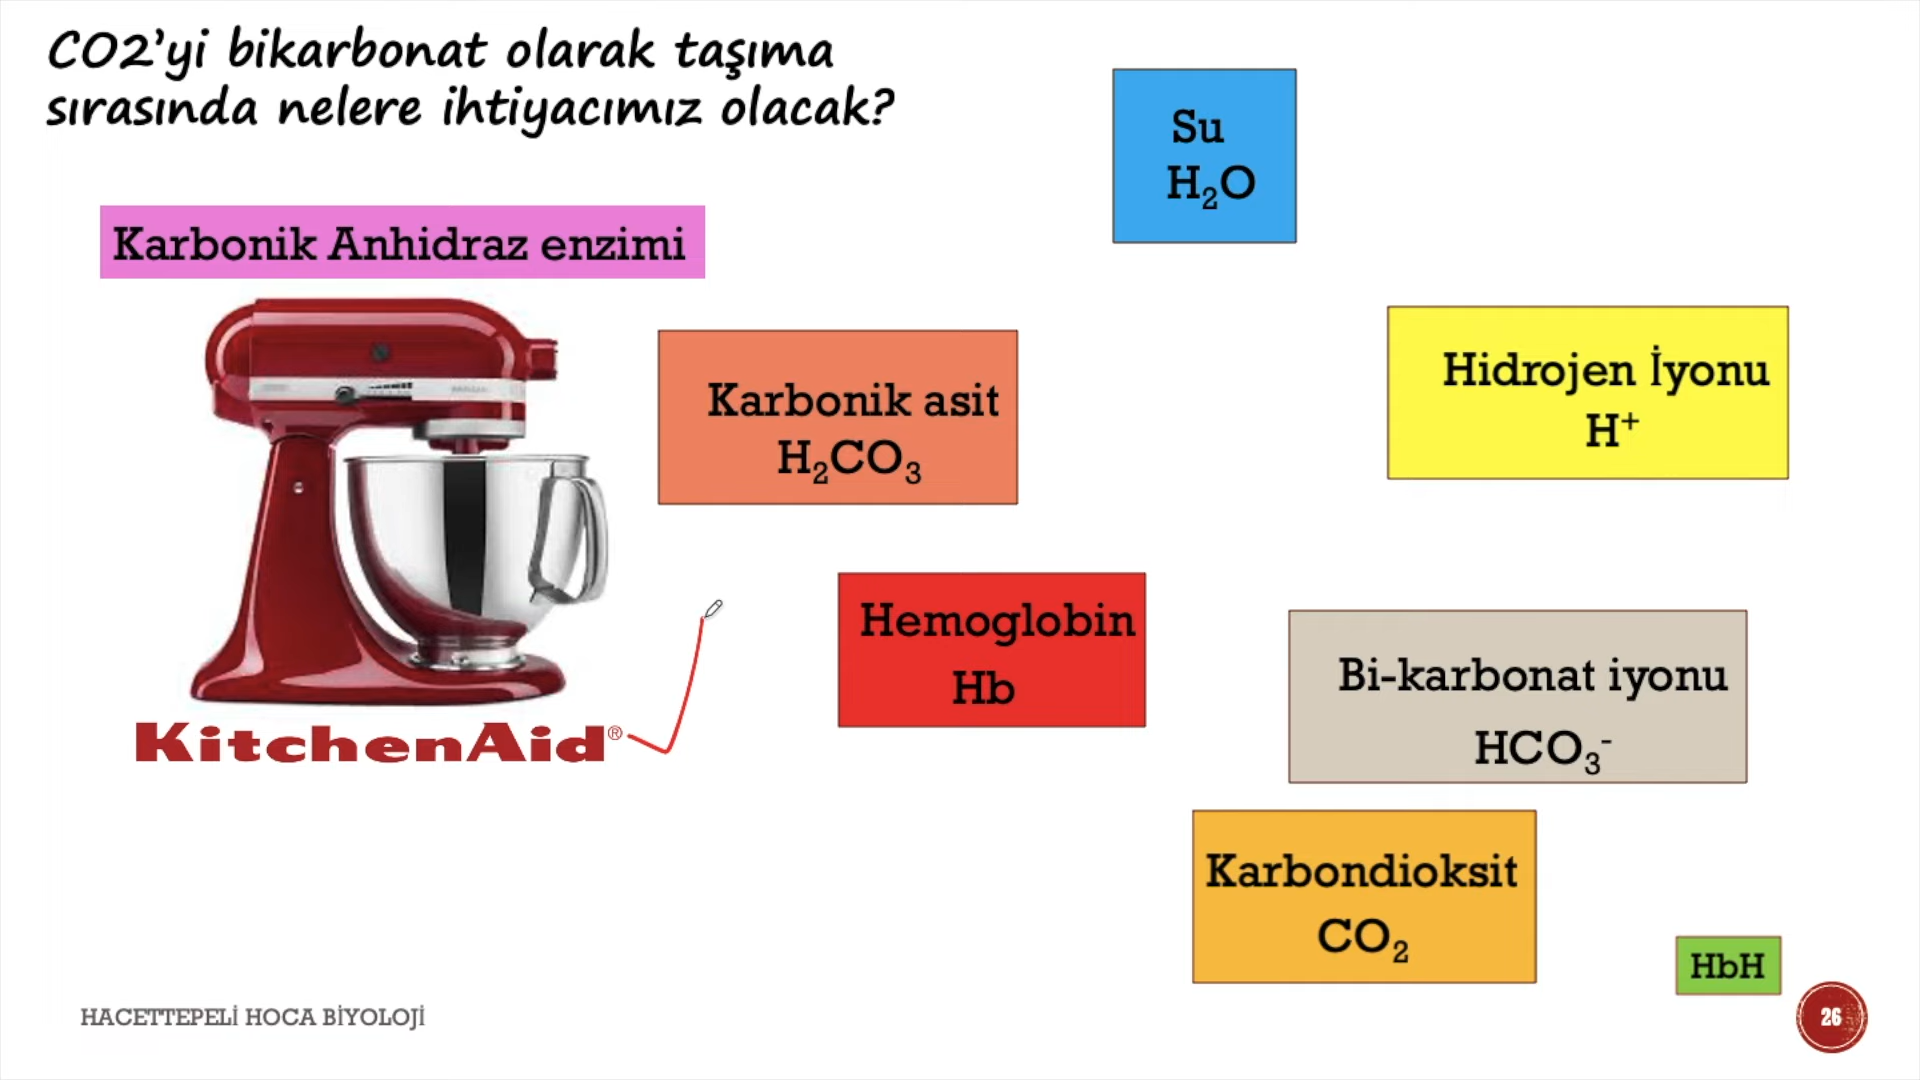 CO2’yi bikarbonat olarak taşıma
sırasında nelere ihtiyacımız olacak?
Su
H₂O
Karbonik Anhidraz enzimi
Karbonik asit
H₂CO₃
Hidrojen İyonu
H⁺
Hemoglobin
Hb
Bi-karbonat iyonu
HCO₃⁻
KitchenAid®
Karbondioksit
CO₂
HbH
HACETTEPELİ HOCA BİYOLOJİ
26